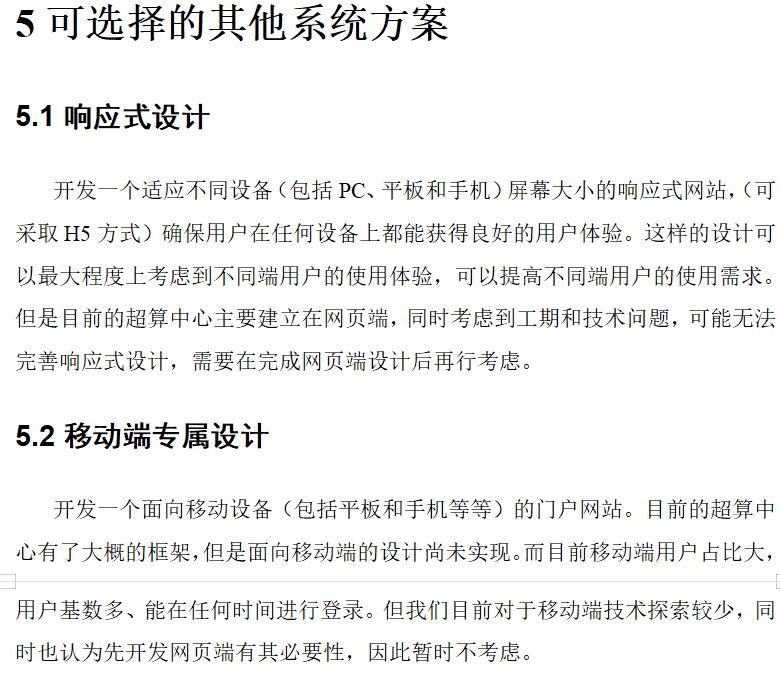 5 可选择的其他系统方案
5.1 响应式设计
开发一个适应不同设备（包括 PC、平板和手机）屏幕大小的响应式网站，（可
采取 H5 方式）确保用户在任何设备上都能获得良好的用户体验。这样的设计可
以最大程度上考虑到不同端用户的使用体验，可以提高不同端用户的使用需求。
但是目前的超算中心主要建立在网页端，同时考虑到工期和技术问题，可能无法
完善响应式设计，需要在完成网页端设计后再行考虑。
5.2 移动端专属设计
开发一个面向移动设备（包括平板和手机等等）的门户网站。目前的超算中
心有了大概的框架，但是面向移动端的设计尚未实现。而目前移动端用户占比大，
用户基数多、能在任何时间进行登录。但我们目前对于移动端技术探索较少，同
时也认为先开发网页端有其必要性，因此暂时不考虑。